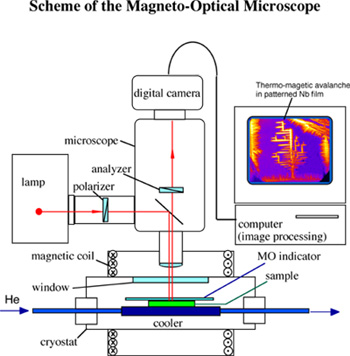 Scheme of the Magneto-Optical Microscope
digital camera
Thermo-magetic avalanche
in patterned Nb film
microscope
analyzer
polarizer
lamp
computer
(image processing)
magnetic coil
MO indicator
window
sample
He
cooler
cryostat